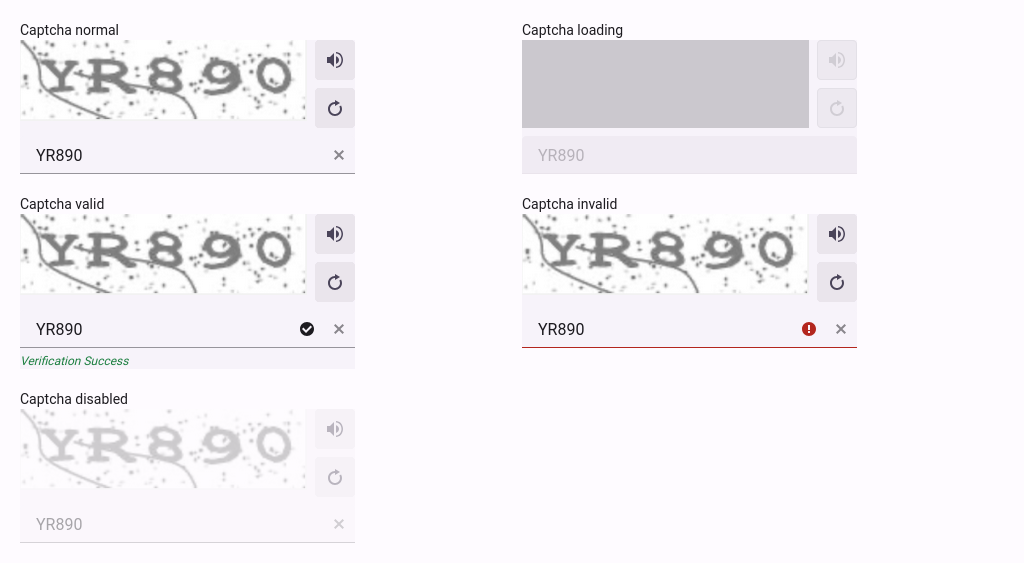 Captcha normal
YR890
YR890
Captcha loading
YR890
Captcha valid
YR890
YR890
Verification Success
Captcha invalid
YR890
YR890
Captcha disabled
YR890
YR890